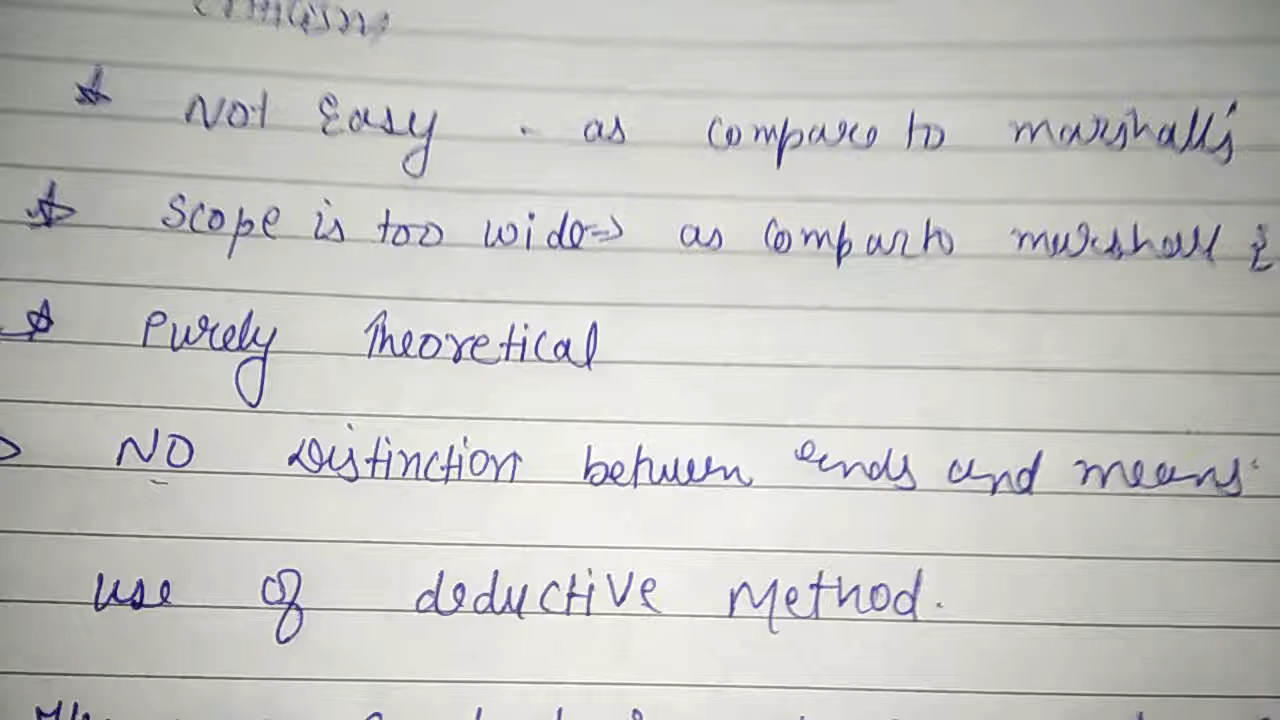 ★ Not Easy . as compare to marshall's
★ Scope is too wide → as compar to marshall &
★ Purely Theoretical
NO Distinction between ends and means
use of deductive method.